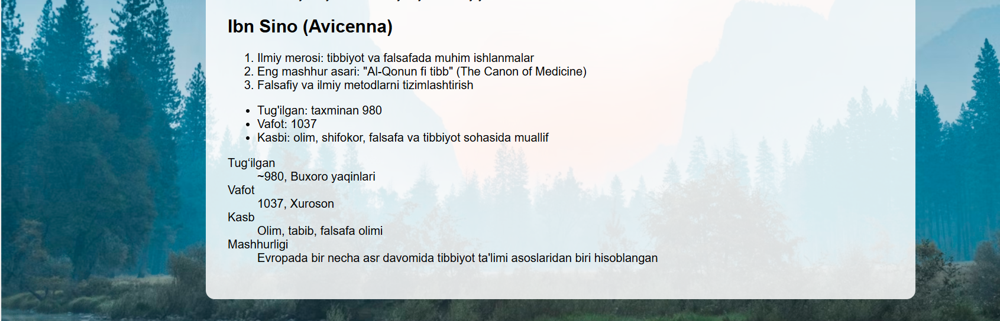 Ibn Sino (Avicenna)
1. Ilmiy merosi: tibbiyot va falsafada muhim ishlanmalar
2. Eng mashhur asari: "Al-Qonun fi tibb" (The Canon of Medicine)
3. Falsafiy va ilmiy metodlarni tizimlashtirish
• Tug'ilgan: taxminan 980
• Vafot: 1037
• Kasbi: olim, shifokor, falsafa va tibbiyot sohasida muallif
Tug‘ilgan
~980, Buxoro yaqinlari
Vafot
1037, Xuroson
Kasb
Olim, tabib, falsafa olimi
Mashhurligi
Evropada bir necha asr davomida tibbiyot ta'limi asoslaridan biri hisoblangan